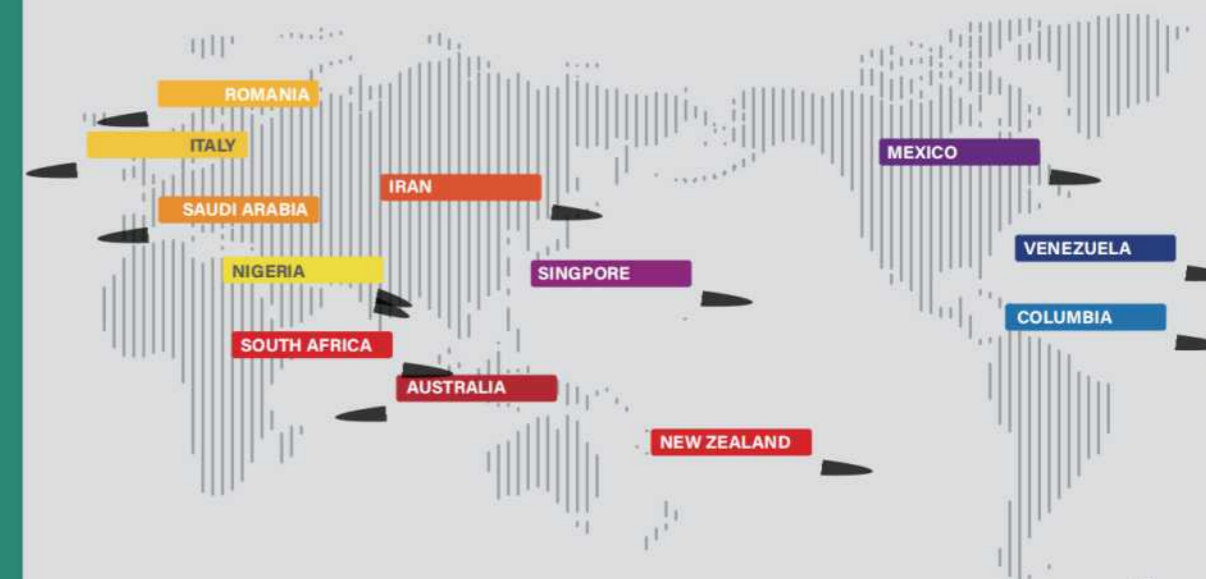 ROMANIA
ITALY
MEXICO
IRAN
SAUDI ARABIA
VENEZUELA
NIGERIA
SINGPORE
COLUMBIA
SOUTH AFRICA
AUSTRALIA
NEW ZEALAND